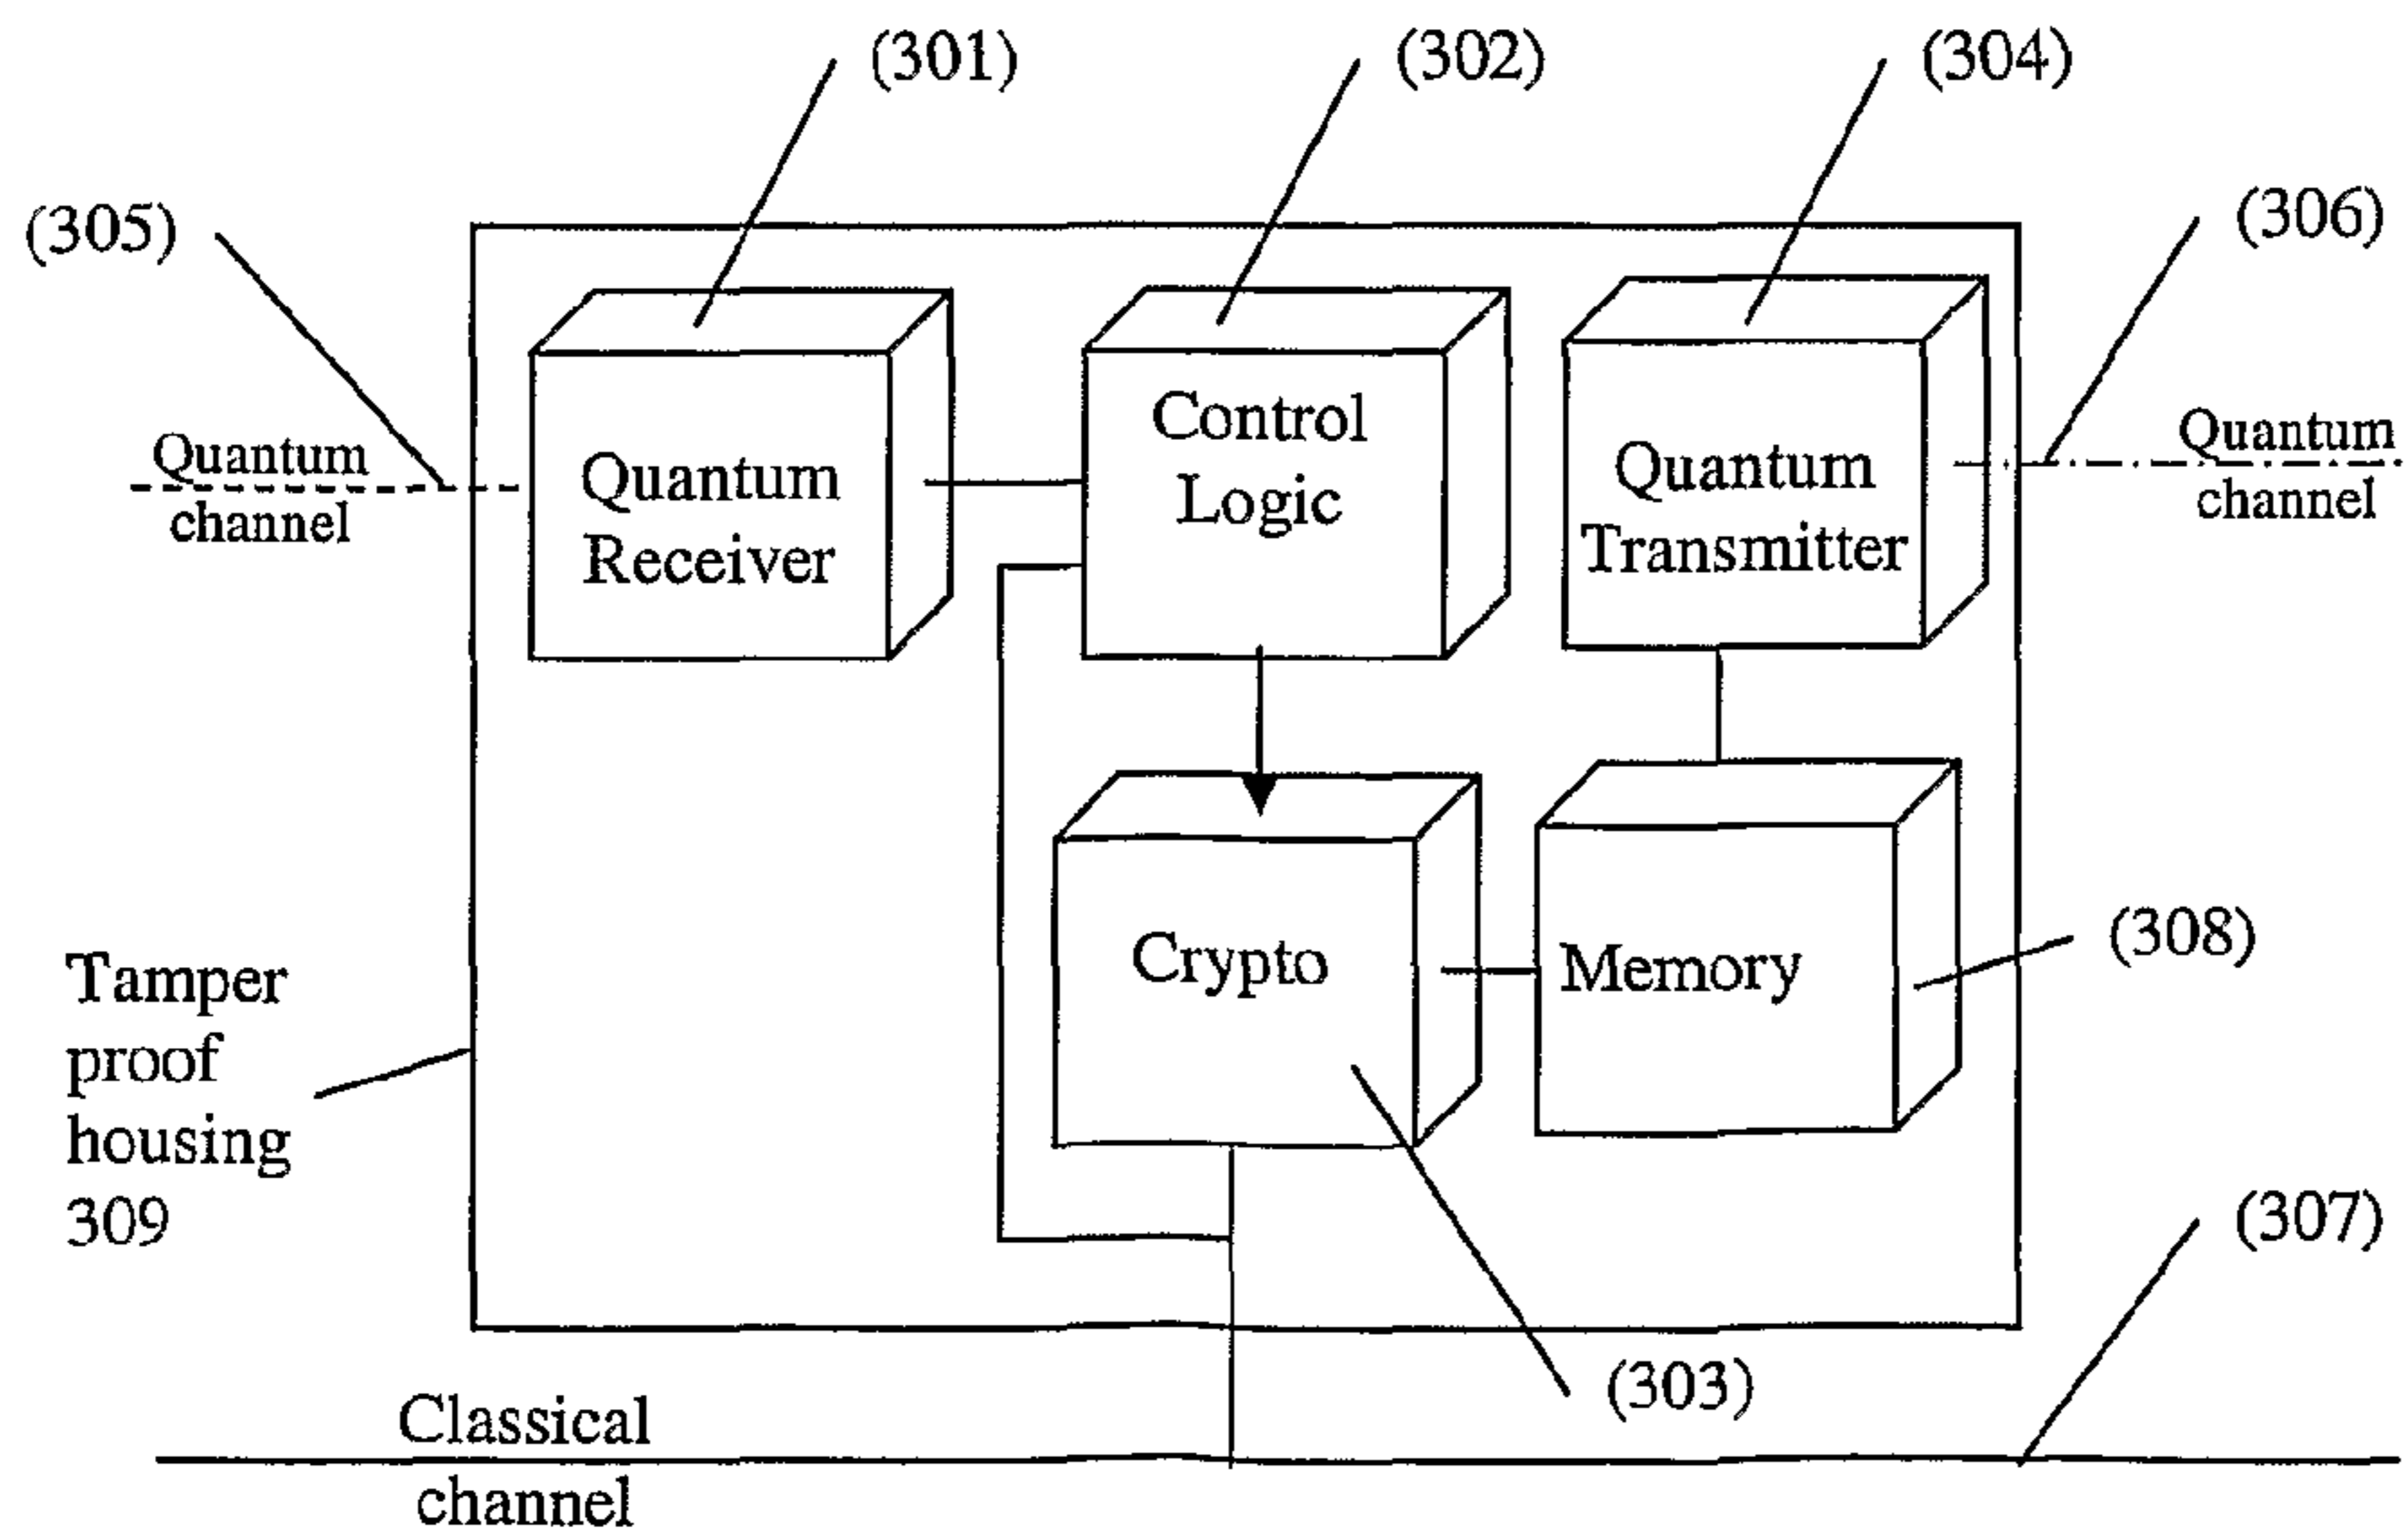 (301)
(302)
(304)
(305)
(306)
Quantum
channel
Quantum
Receiver
Control
Logic
Quantum
Transmitter
Quantum
channel
Crypto
Memory
(308)
Tamper
proof
housing
309
(307)
(303)
Classical
channel